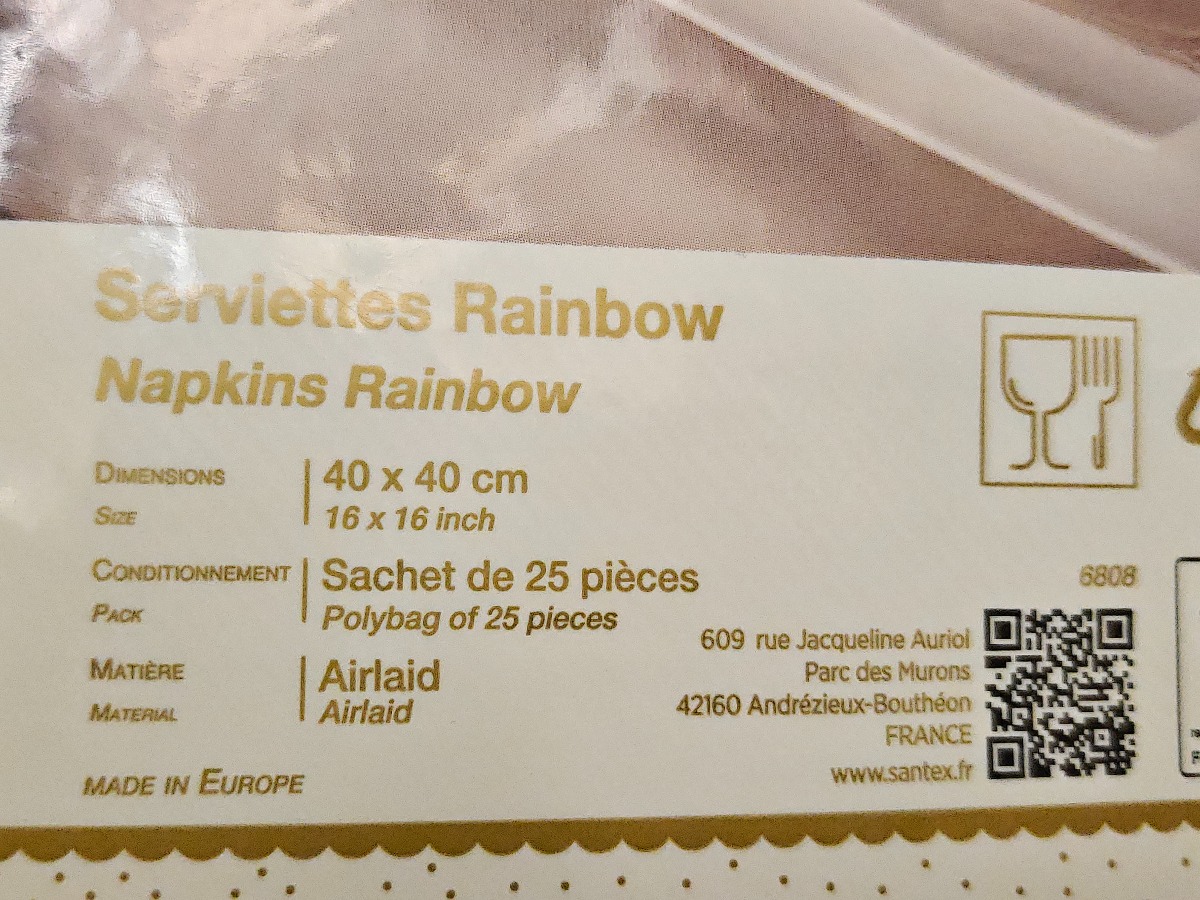 Serviettes Rainbow
Napkins Rainbow
DIMENSIONS 40 x 40 cm
SIZE 16 x 16 inch
CONDITIONNEMENT Sachet de 25 pièces
PACK Polybag of 25 pieces
MATIÈRE Airlaid
MATERIAL Airlaid
MADE IN EUROPE
6808
609 rue Jacqueline Auriol
Parc des Murons
42160 Andrézieux-Bouthéon
FRANCE
www.santex.fr